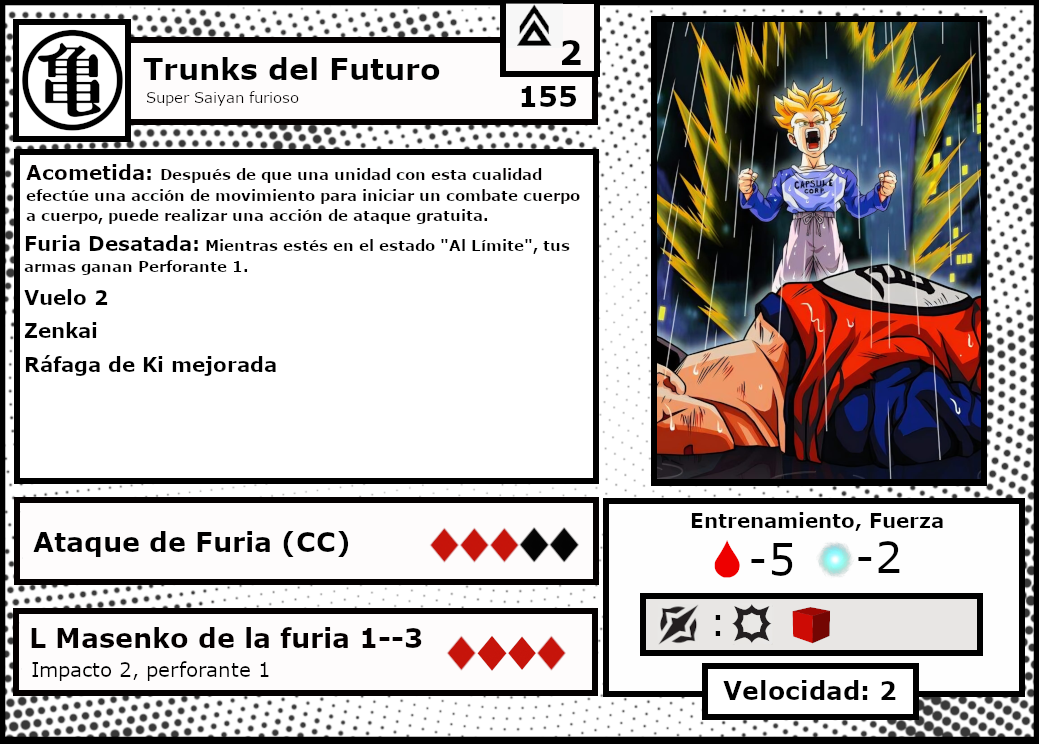 亀
2
Trunks del Futuro
Super Saiyan furioso
155
Acometida: Después de que una unidad con esta cualidad
efectúe una acción de movimiento para iniciar un combate cuerpo
a cuerpo, puede realizar una acción de ataque gratuita.
Furia Desatada: Mientras estés en el estado "Al Límite", tus
armas ganan Perforante 1.
Vuelo 2
Zenkai
Ráfaga de Ki mejorada
CAPSULE
CORP
Ataque de Furia (CC)
L Masenko de la furia 1--3
Impacto 2, perforante 1
Entrenamiento, Fuerza
-5 -2
:
Velocidad: 2